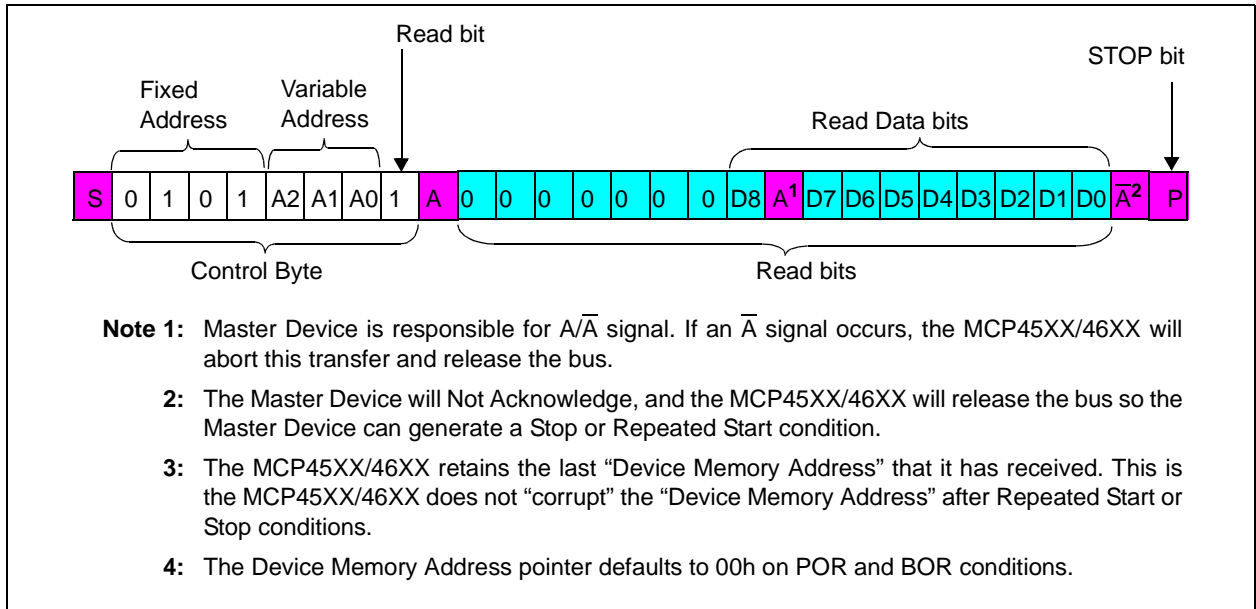 Read bit
STOP bit
Fixed Address
Variable Address
Read Data bits
S 0 1 0 1 A2 A1 A0 1 A 0 0 0 0 0 0 0 D8 A¹ D7 D6 D5 D4 D3 D2 D1 D0 A̅² P
Control Byte
Read bits
Note 1: Master Device is responsible for A/A̅ signal. If an A̅ signal occurs, the MCP45XX/46XX will
abort this transfer and release the bus.
2: The Master Device will Not Acknowledge, and the MCP45XX/46XX will release the bus so the
Master Device can generate a Stop or Repeated Start condition.
3: The MCP45XX/46XX retains the last “Device Memory Address” that it has received. This is
the MCP45XX/46XX does not “corrupt” the “Device Memory Address” after Repeated Start or
Stop conditions.
4: The Device Memory Address pointer defaults to 00h on POR and BOR conditions.